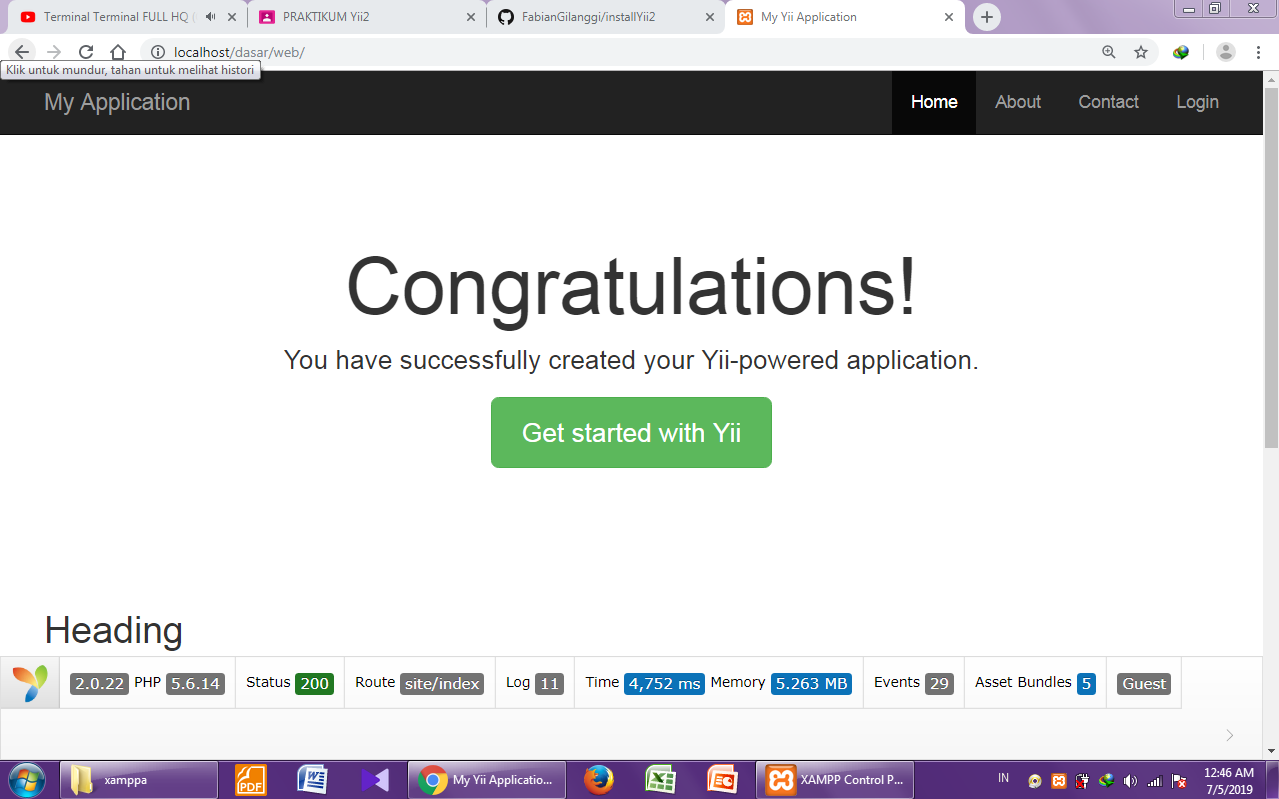 Terminal Terminal FULL HQ
PRAKTIKUM Yii2
FabianGilanggi/installYii2
My Yii Application
localhost/dasar/web/
Klik untuk mundur, tahan untuk melihat histori
My Application
Home
About
Contact
Login
Congratulations!
You have successfully created your Yii-powered application.
Get started with Yii
Heading
2.0.22 PHP 5.6.14
Status 200
Route site/index
Log 11
Time 4,752 ms Memory 5.263 MB
Events 29
Asset Bundles 5
Guest
xamppa
PDF
My Yii Applicatio...
XAMPP Control P...
IN
12:46 AM
7/5/2019